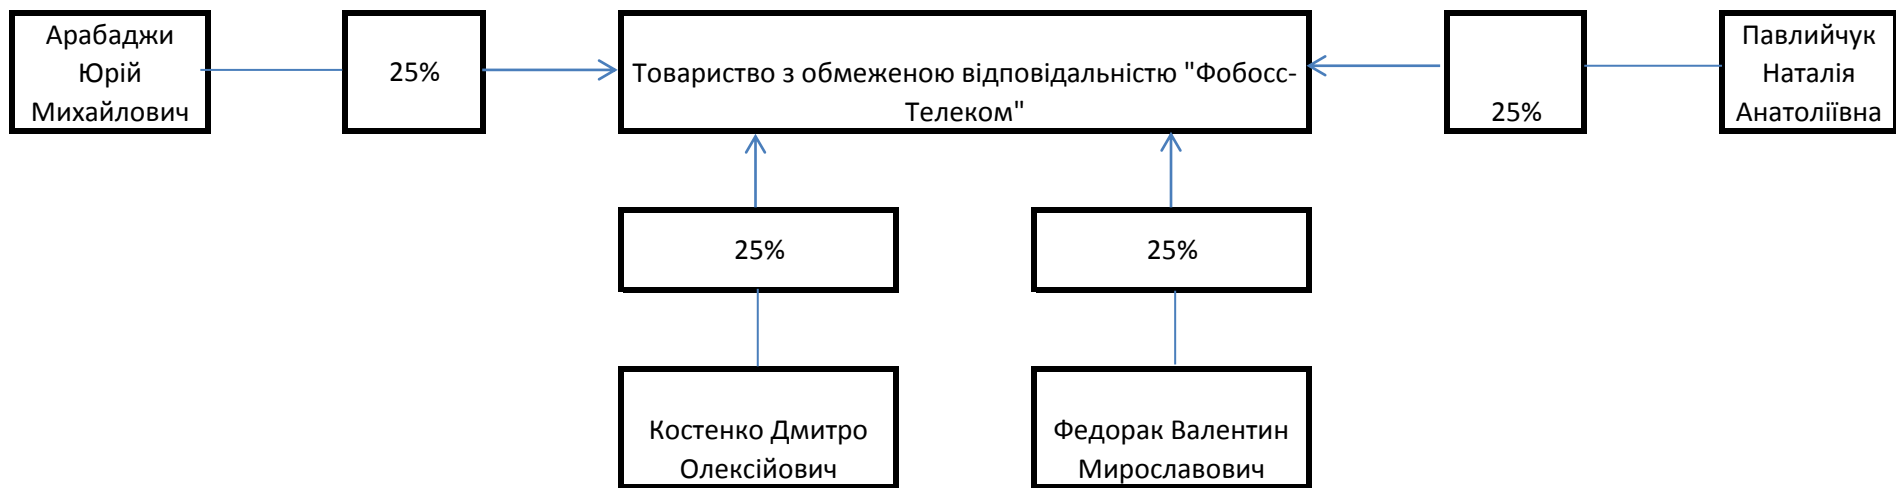 Арабаджи
Юрій
Михайлович
25%
Товариство з обмеженою відповідальністю "Фобосс-
Телеком"
25%
Павлийчук
Наталія
Анатоліївна
25%
25%
Костенко Дмитро
Олексійович
Федорак Валентин
Мирославович